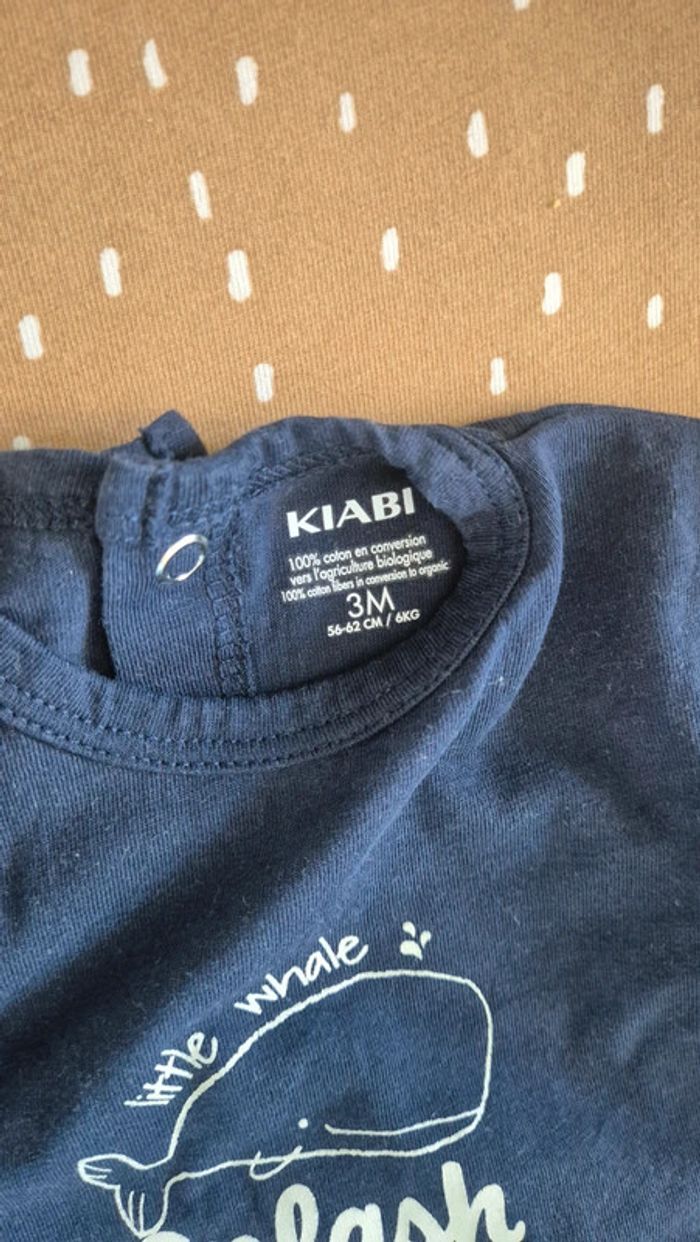 KIABI
100% coton en conversion
vers l'agriculture biologique
100% cotton fibers in conversion to organic
3M
56-62 CM / 6KG
little whale
Splash